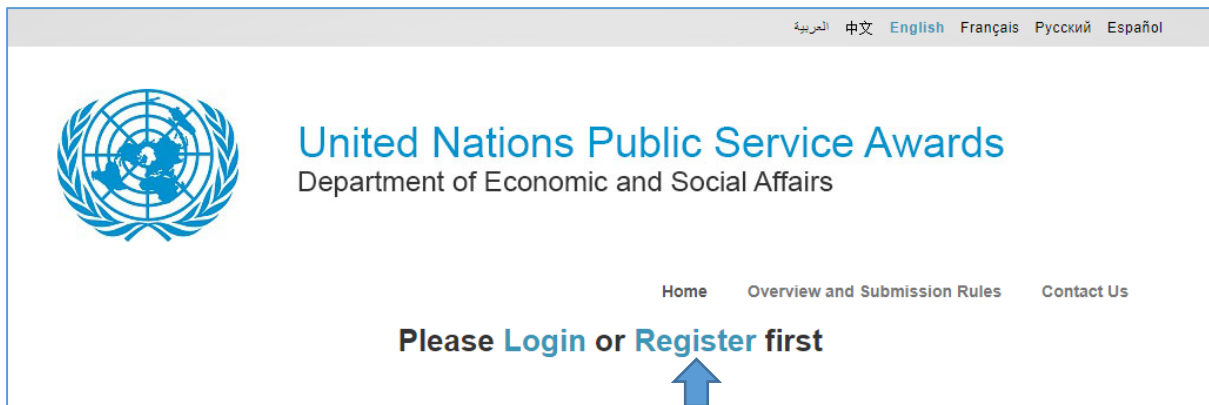 العربية 中文 English Français Русский Español
United Nations Public Service Awards
Department of Economic and Social Affairs
Home Overview and Submission Rules Contact Us
Please Login or Register first